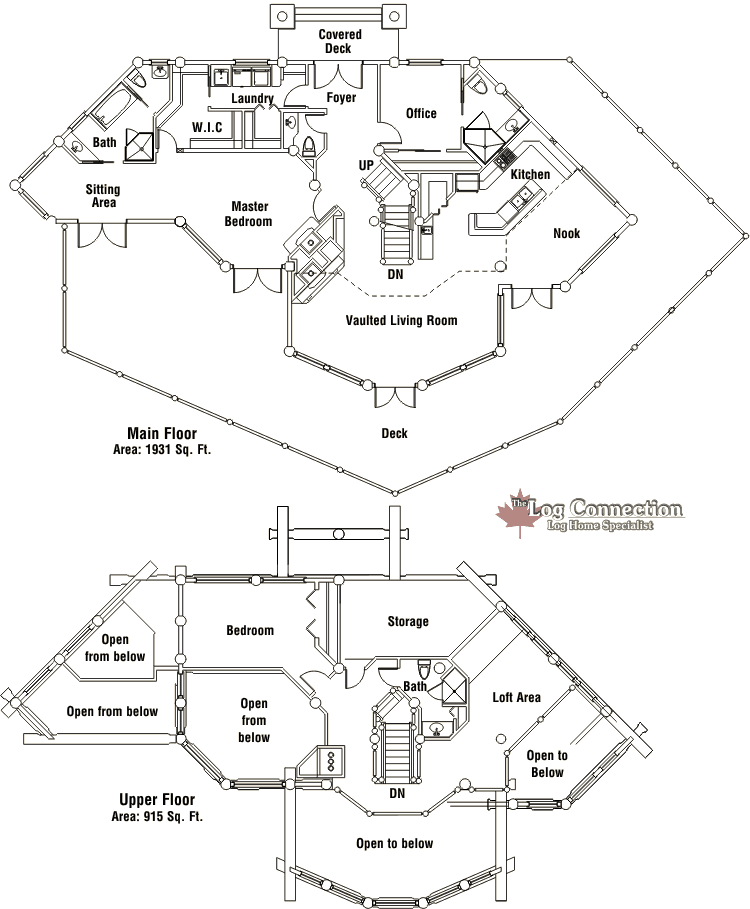 Covered
Deck
Laundry
Foyer
Office
W.I.C
Bath
UP
Kitchen
Sitting
Area
Master
Bedroom
Nook
DN
Vaulted Living Room
Deck
Main Floor
Area: 1931 Sq. Ft.
The Log Connection
Log Home Specialist
Bedroom
Storage
Open
from below
Bath
Open from below
Open
from
below
Loft Area
Open to
Below
DN
Upper Floor
Area: 915 Sq. Ft.
Open to below